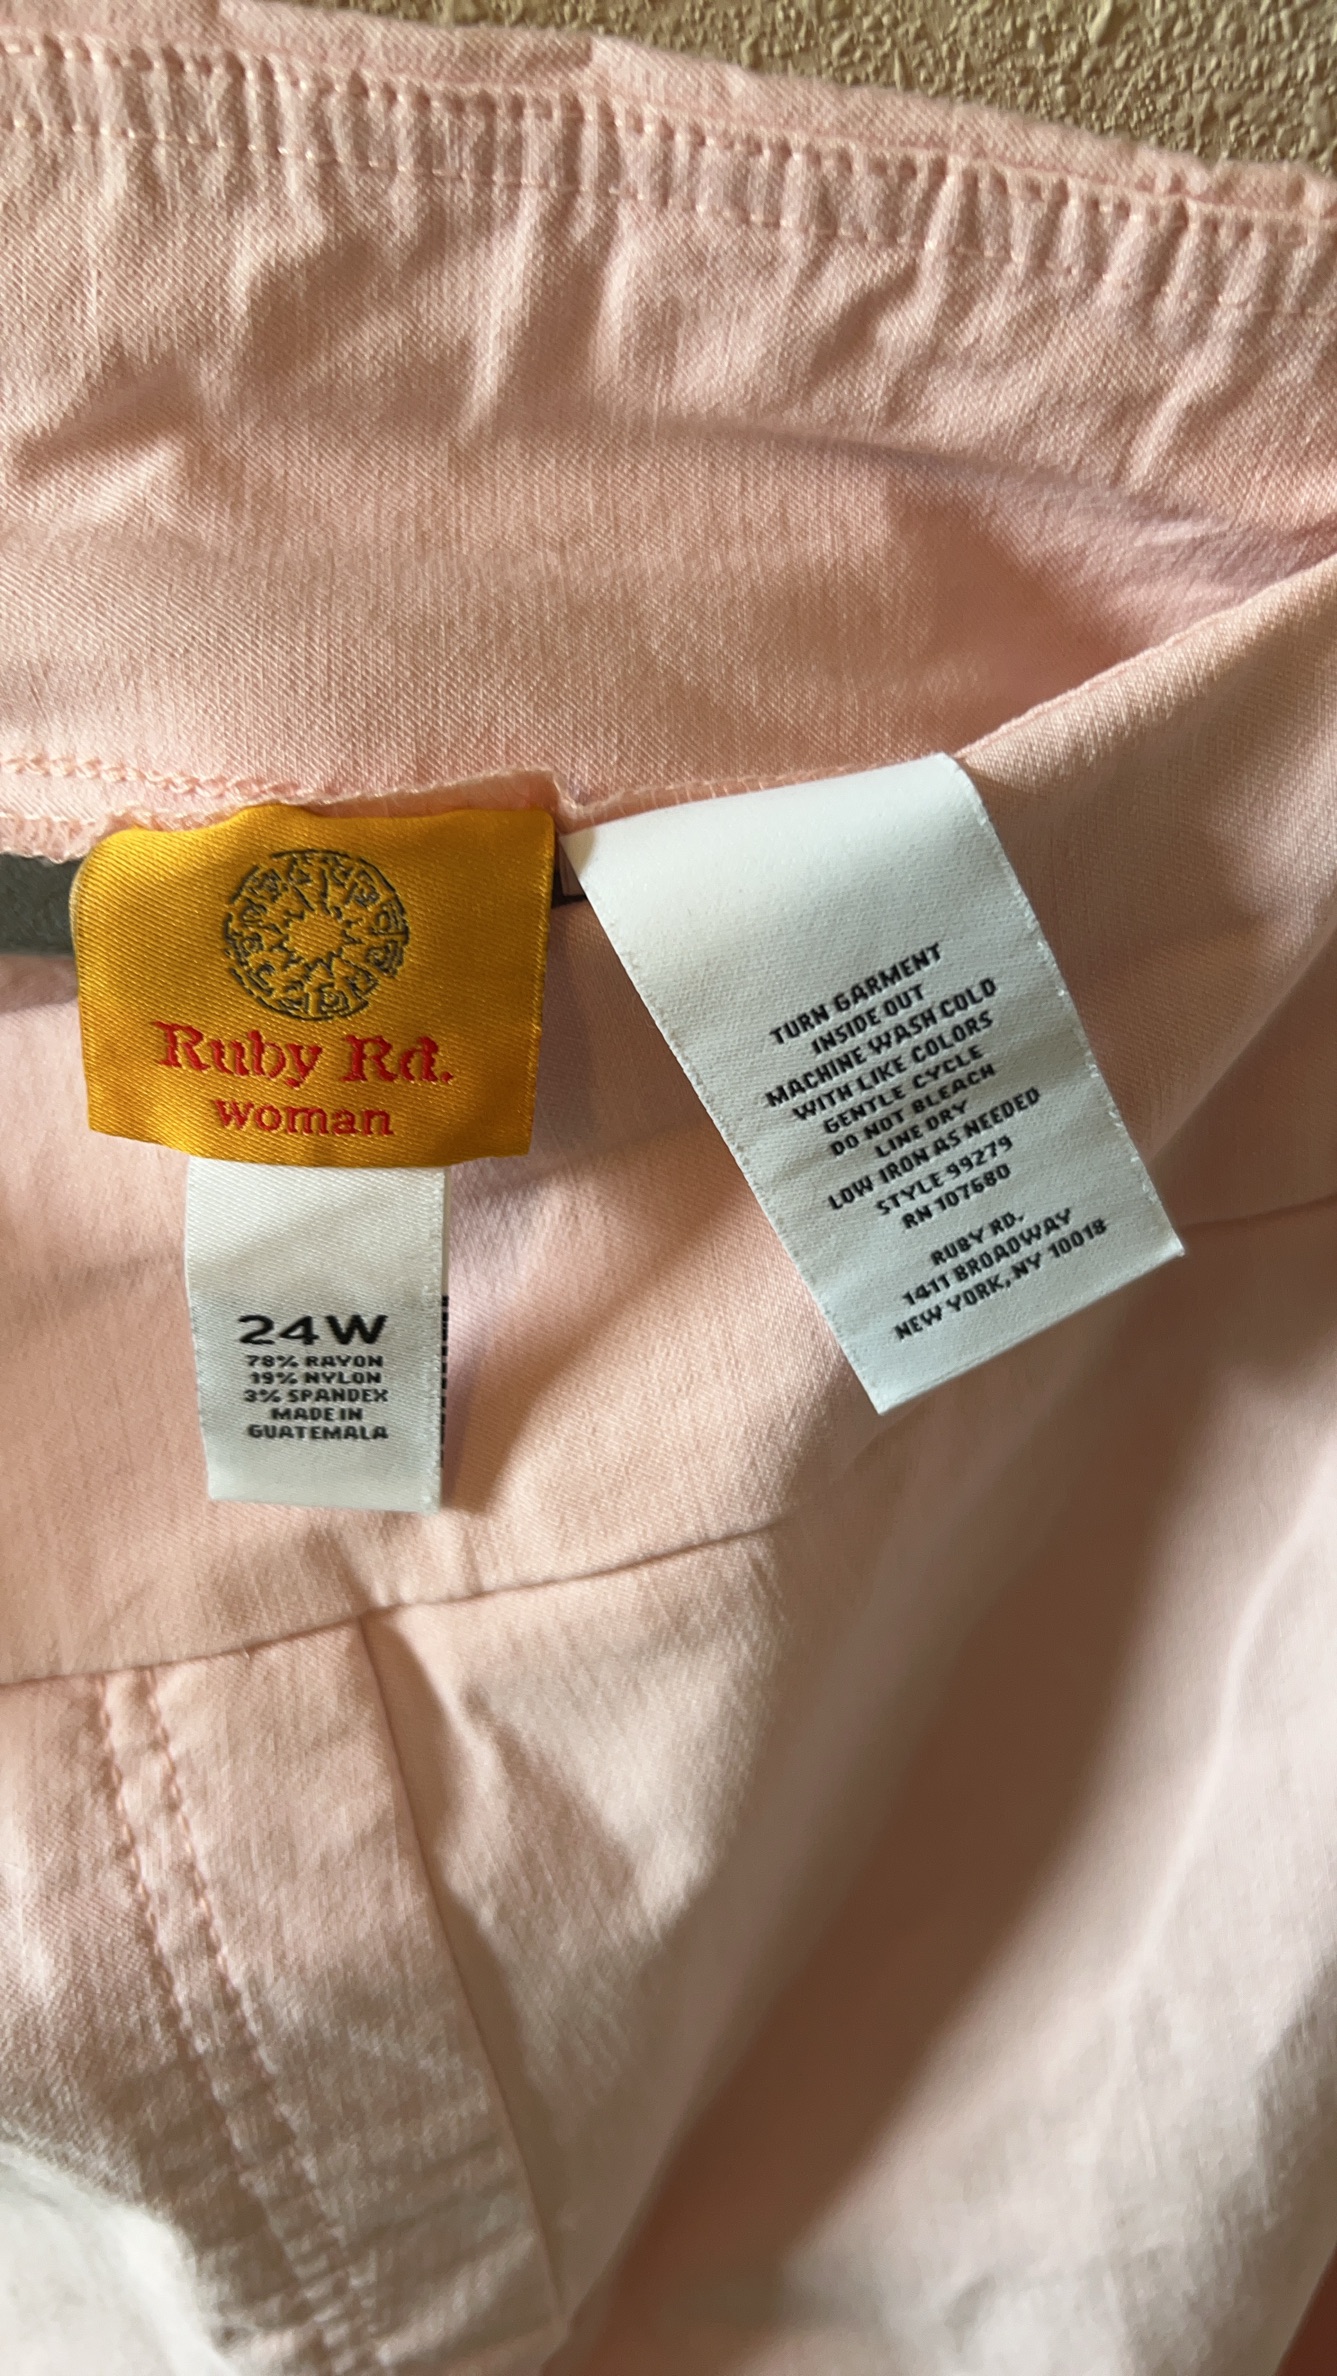 Ruby Rd.
woman
24W
78% RAYON
19% NYLON
3% SPANDEX
MADE IN
GUATEMALA
TURN GARMENT
INSIDE OUT
MACHINE WASH COLD
WITH LIKE COLORS
GENTLE CYCLE
DO NOT BLEACH
LINE DRY
LOW IRON AS NEEDED
STYLE 99279
RN 107680
RUBY RD.
1411 BROADWAY
NEW YORK, NY 10018